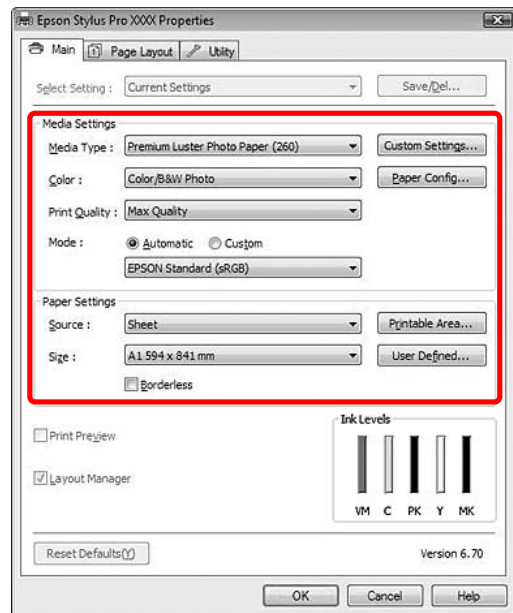 Epson Stylus Pro XXXX Properties
Main Page Layout Utility
Select Setting : Current Settings Save/Del...
Media Settings
Media Type : Premium Luster Photo Paper (260) Custom Settings...
Color : Color/B&W Photo Paper Config...
Print Quality : Max Quality
Mode : Automatic Custom
EPSON Standard (sRGB)
Paper Settings
Source : Sheet Printable Area...
Size : A1 594 x 841 mm User Defined...
Borderless
Ink Levels
Print Preview
Layout Manager
VM C PK Y MK
Reset Defaults(Y) Version 6.70
OK Cancel Help